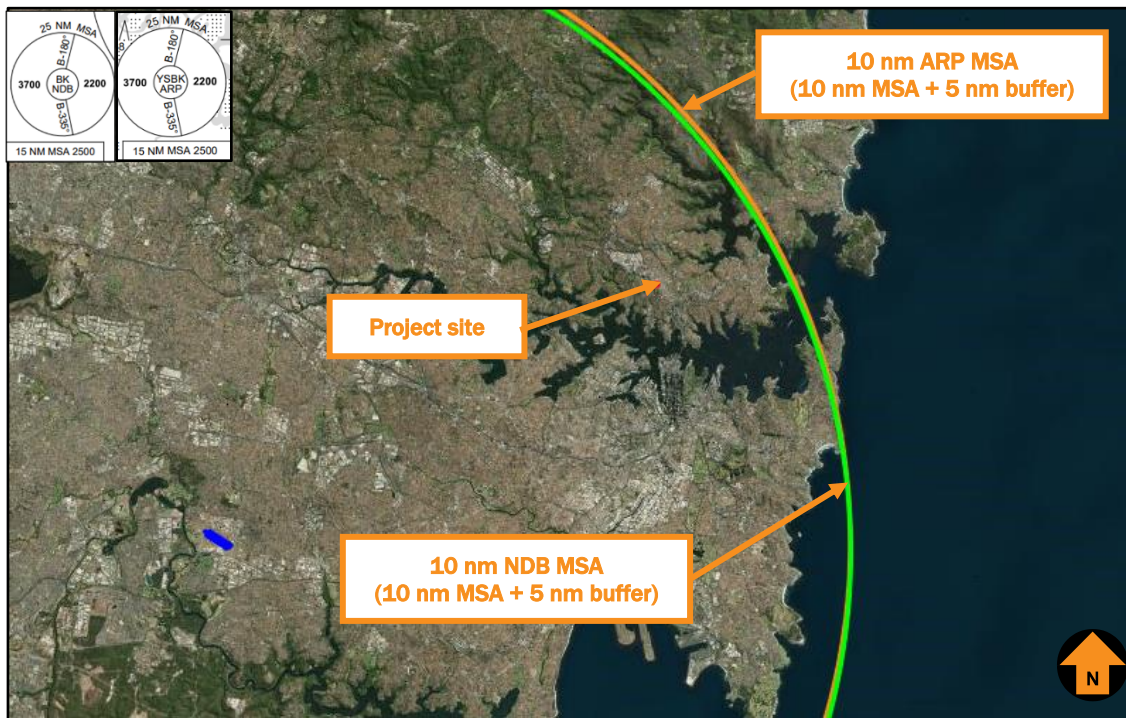 25 NM MSA
B-180°
3700
BK
NDB
2200
B-335°
15 NM MSA 2500
25 NM MSA
8
B-180°
3700
YSBK
ARP
2200
B-335°
15 NM MSA 2500
10 nm ARP MSA
(10 nm MSA + 5 nm buffer)
Project site
10 nm NDB MSA
(10 nm MSA + 5 nm buffer)
N